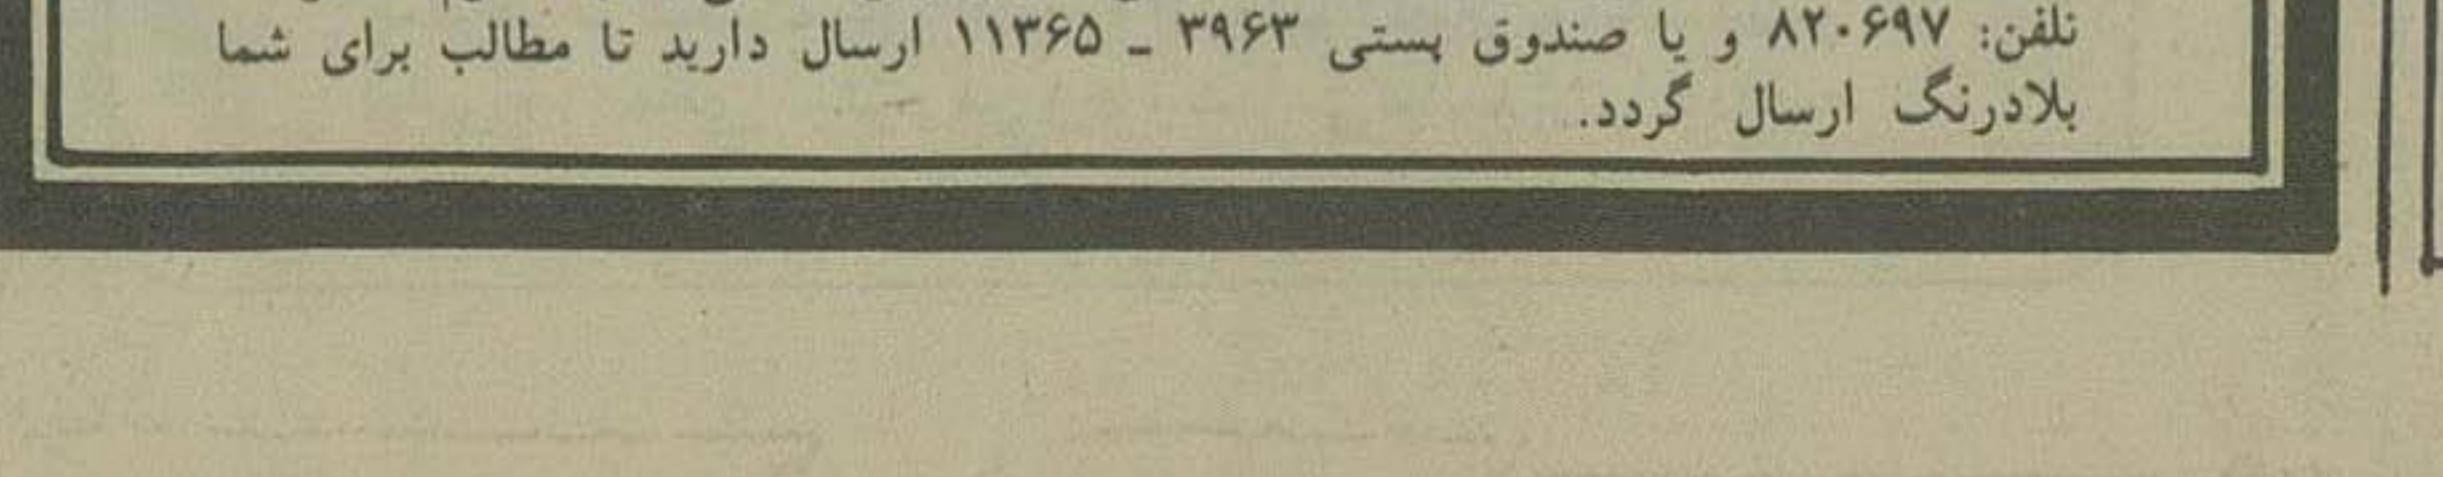 تلفن: ۸۲۰۶۹۷ و یا صندوق پستی ۳۹۶۳ ـ ۱۱۳۶۵ ارسال دارید تا مطالب برای شما
بلادرنگ ارسال گردد.